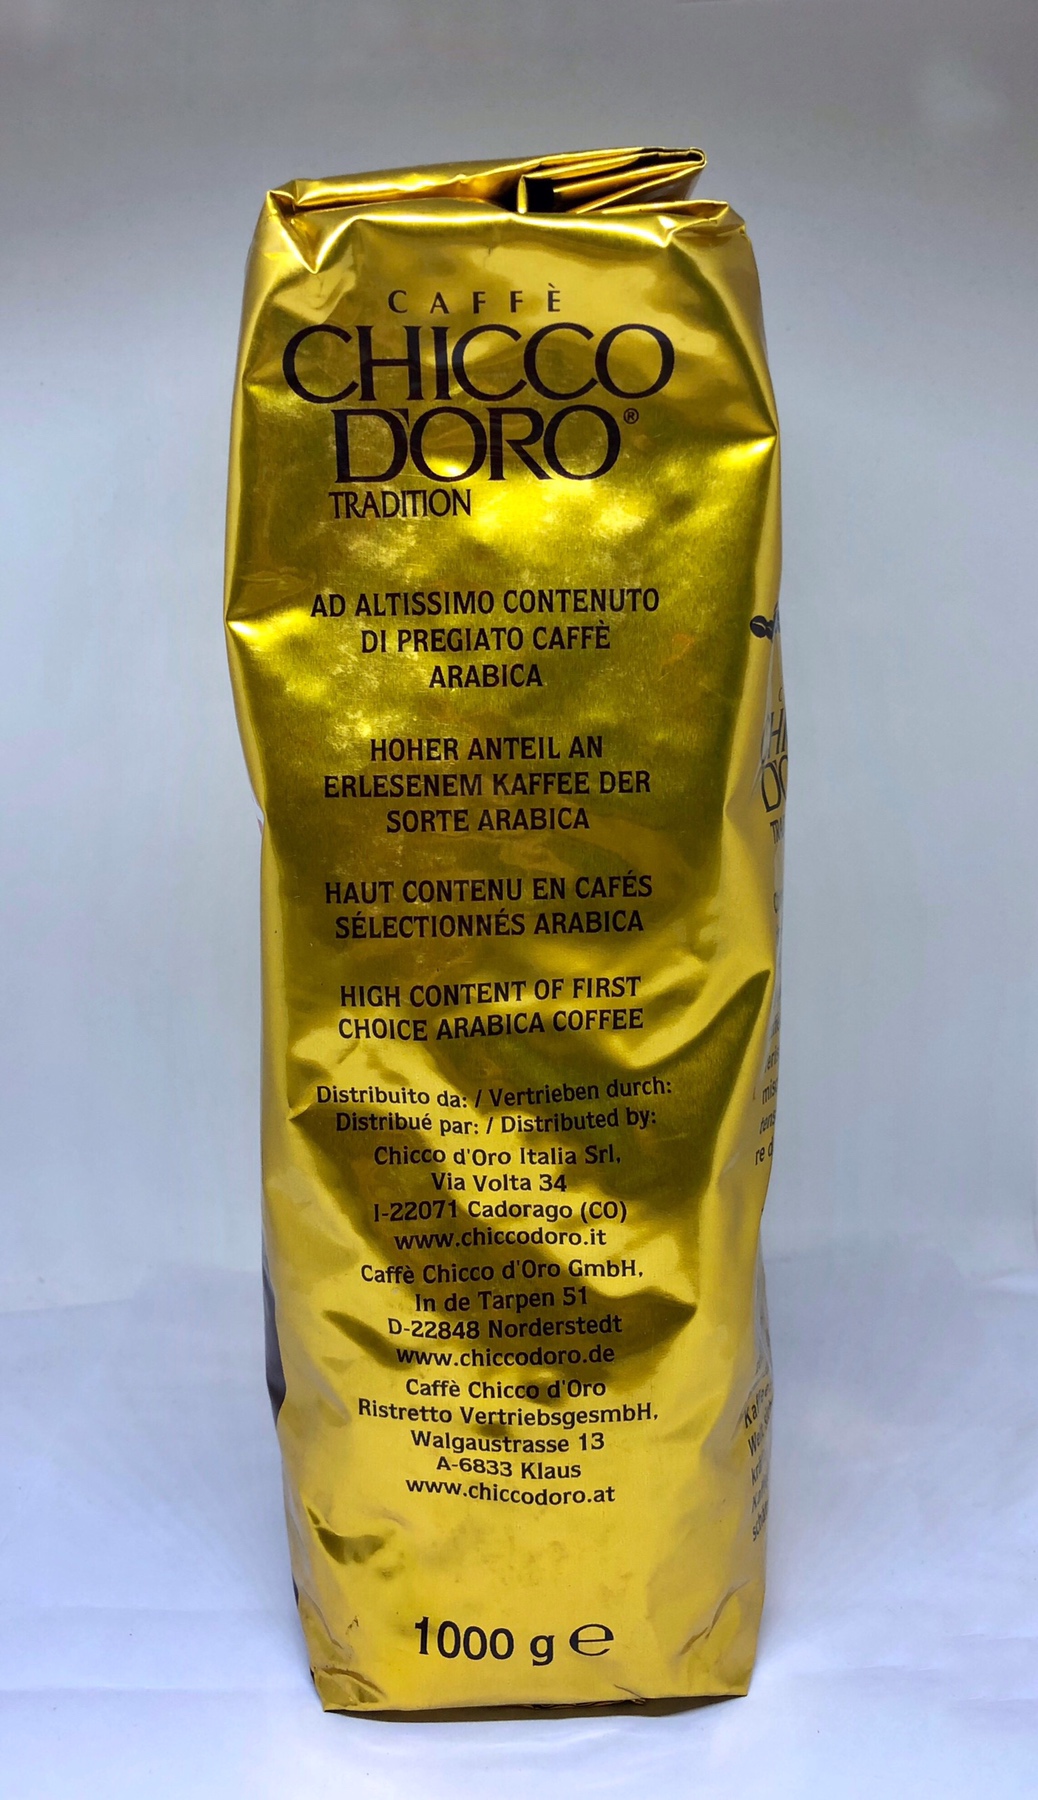 CAFFÈ
CHICCO
D'ORO®
TRADITION
AD ALTISSIMO CONTENUTO
DI PREGIATO CAFFÈ
ARABICA
HOHER ANTEIL AN
ERLESENEM KAFFEE DER
SORTE ARABICA
HAUT CONTENU EN CAFÉS
SÉLECTIONNÉS ARABICA
HIGH CONTENT OF FIRST
CHOICE ARABICA COFFEE
Distribuito da: / Vertrieben durch:
Distribué par: / Distributed by:
Chicco d'Oro Italia Srl,
Via Volta 34
I-22071 Cadorago (CO)
www.chiccodoro.it
Caffè Chicco d'Oro GmbH,
In de Tarpen 51
D-22848 Norderstedt
www.chiccodoro.de
Caffè Chicco d'Oro
Ristretto VertriebsgesmbH,
Walgaustrasse 13
A-6833 Klaus
www.chiccodoro.at
1000 g ℮